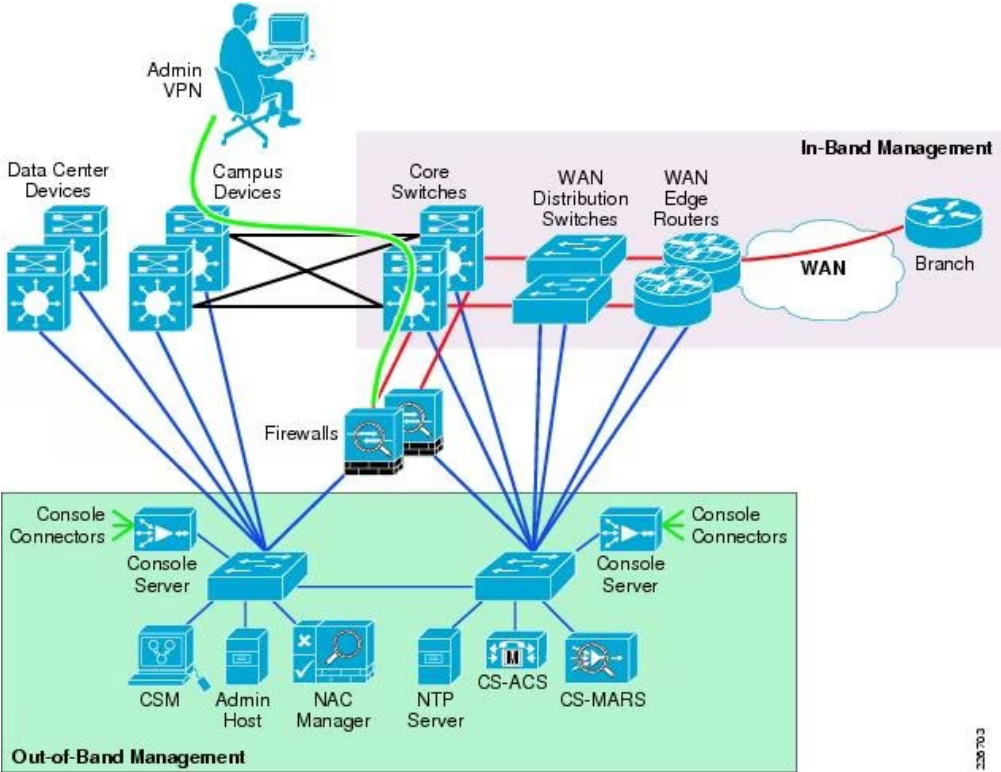 Admin
VPN
In-Band Management
Data Center
Devices
Campus
Devices
Core
Switches
WAN
Distribution
Switches
WAN
Edge
Routers
WAN
Branch
Firewalls
Console
Connectors
Console
Server
Console
Server
Console
Connectors
CSM
Admin
Host
NAC
Manager
NTP
Server
M
CS-ACS
CS-MARS
Out-of-Band Management
226703